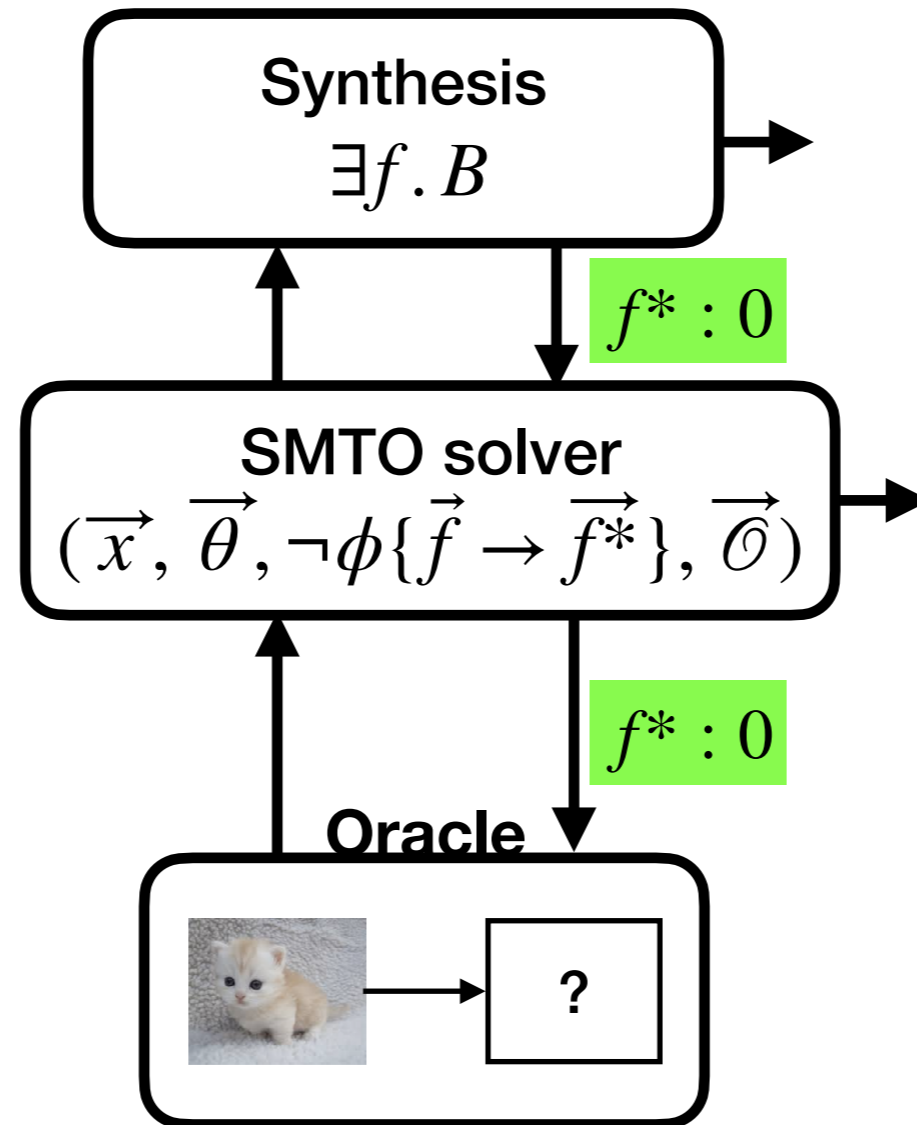 Synthesis
∃f.B
f* : 0
SMTO solver
(x⃗, θ⃗, ¬ϕ{f⃗ → f*⃗}, 𝒪⃗)
f* : 0
Oracle
?